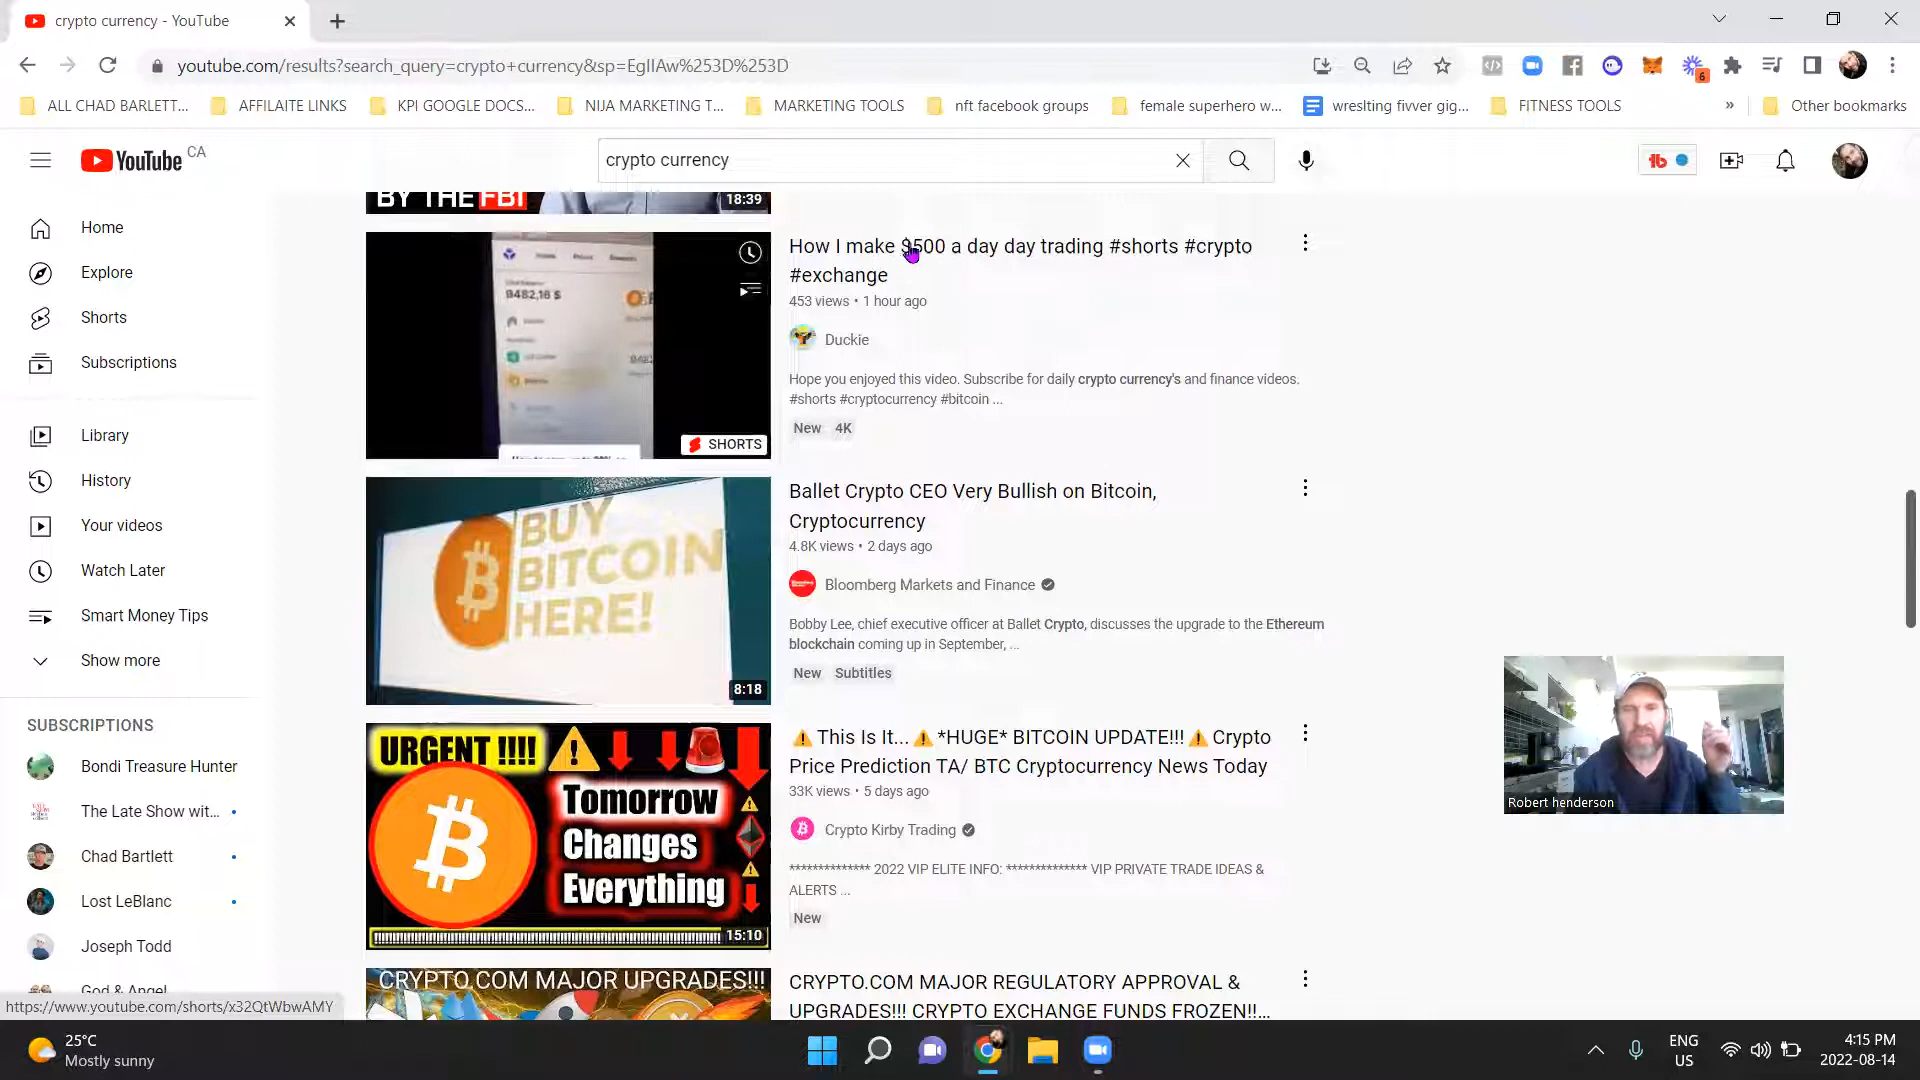 crypto currency - YouTube
youtube.com/results?search_query=crypto+currency&sp=EgIIAw%253D%253D
6
ALL CHAD BARLETT...
AFFILAITE LINKS
KPI GOOGLE DOCS...
NIJA MARKETING T...
MARKETING TOOLS
nft facebook groups
female superhero w...
wreslting fivver gig...
FITNESS TOOLS
»
Other bookmarks
YouTube CA
crypto currency
Home
Explore
Shorts
Subscriptions
Library
History
Your videos
Watch Later
Smart Money Tips
Show more
SUBSCRIPTIONS
Bondi Treasure Hunter
The Late Show wit...
Chad Bartlett
Lost LeBlanc
Joseph Todd
God & Angel
https://www.youtube.com/shorts/x32QtWbwAMY
BY THE FBI
18:39
9482,16 $
SHORTS
How I make $500 a day day trading #shorts #crypto
#exchange
453 views • 1 hour ago
Duckie
Hope you enjoyed this video. Subscribe for daily crypto currency's and finance videos.
#shorts #cryptocurrency #bitcoin ...
New 4K
BUY
BITCOIN
HERE!
8:18
Ballet Crypto CEO Very Bullish on Bitcoin,
Cryptocurrency
4.8K views • 2 days ago
Bloomberg Markets and Finance
Bobby Lee, chief executive officer at Ballet Crypto, discusses the upgrade to the Ethereum
blockchain coming up in September, ...
New Subtitles
URGENT !!!!
Tomorrow
Changes
Everything
15:10
⚠️This Is It...⚠️ *HUGE* BITCOIN UPDATE!!!⚠️ Crypto
Price Prediction TA/ BTC Cryptocurrency News Today
33K views • 5 days ago
Crypto Kirby Trading
************** 2022 VIP ELITE INFO: ************** VIP PRIVATE TRADE IDEAS &
ALERTS ...
New
CRYPTO.COM MAJOR UPGRADES!!!
CRYPTO.COM MAJOR REGULATORY APPROVAL &
UPGRADES!!! CRYPTO EXCHANGE FUNDS FROZEN!!...
Robert henderson
25°C
Mostly sunny
ENG
US
4:15 PM
2022-08-14